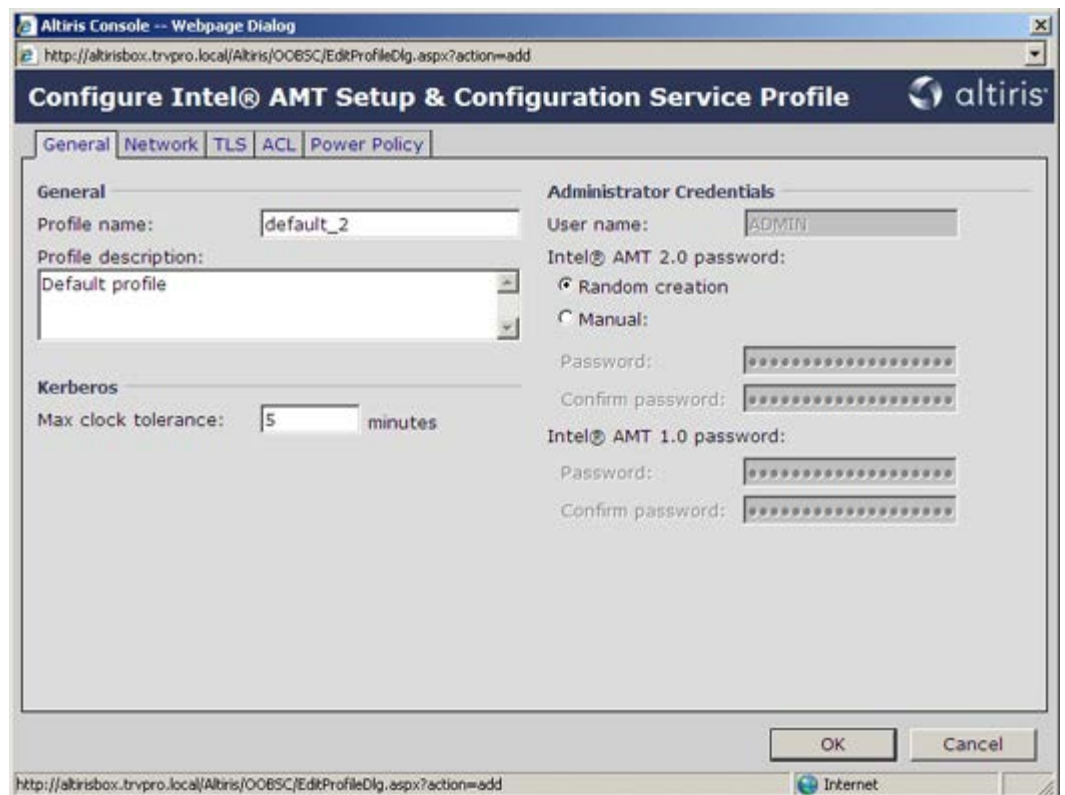 Altiris Console -- Webpage Dialog
http://altirisbox.trvpro.local/Altiris/OOBSC/EditProfileDlg.aspx?action=add
Configure Intel® AMT Setup & Configuration Service Profile
altiris
General Network TLS ACL Power Policy
General
Profile name: default_2
Profile description:
Default profile
Kerberos
Max clock tolerance: 5 minutes
Administrator Credentials
User name: ADMIN
Intel® AMT 2.0 password:
Random creation
Manual:
Password:
Confirm password:
Intel® AMT 1.0 password:
Password:
Confirm password:
OK Cancel
http://altirisbox.trvpro.local/Altiris/OOBSC/EditProfileDlg.aspx?action=add Internet